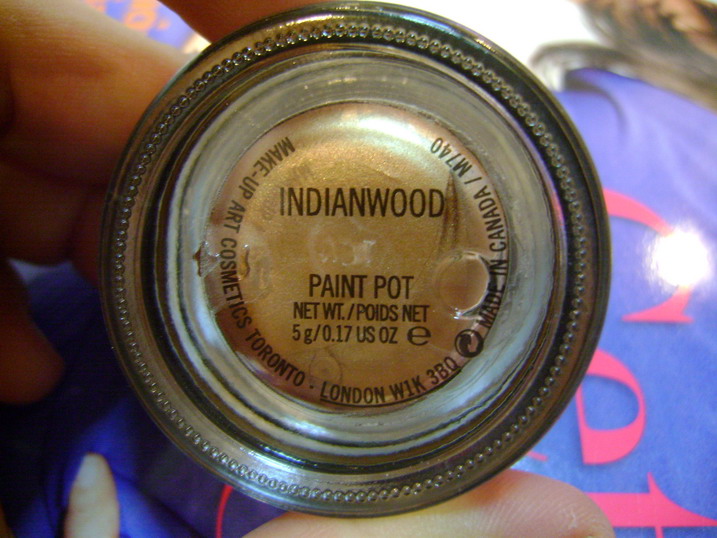 INDIANWOOD
PAINT POT
NET WT./POIDS NET
5 g/0.17 US OZ ℮
MAKE-UP ART COSMETICS TORONTO · LONDON W1K 3BQ
MADE IN CANADA / M740